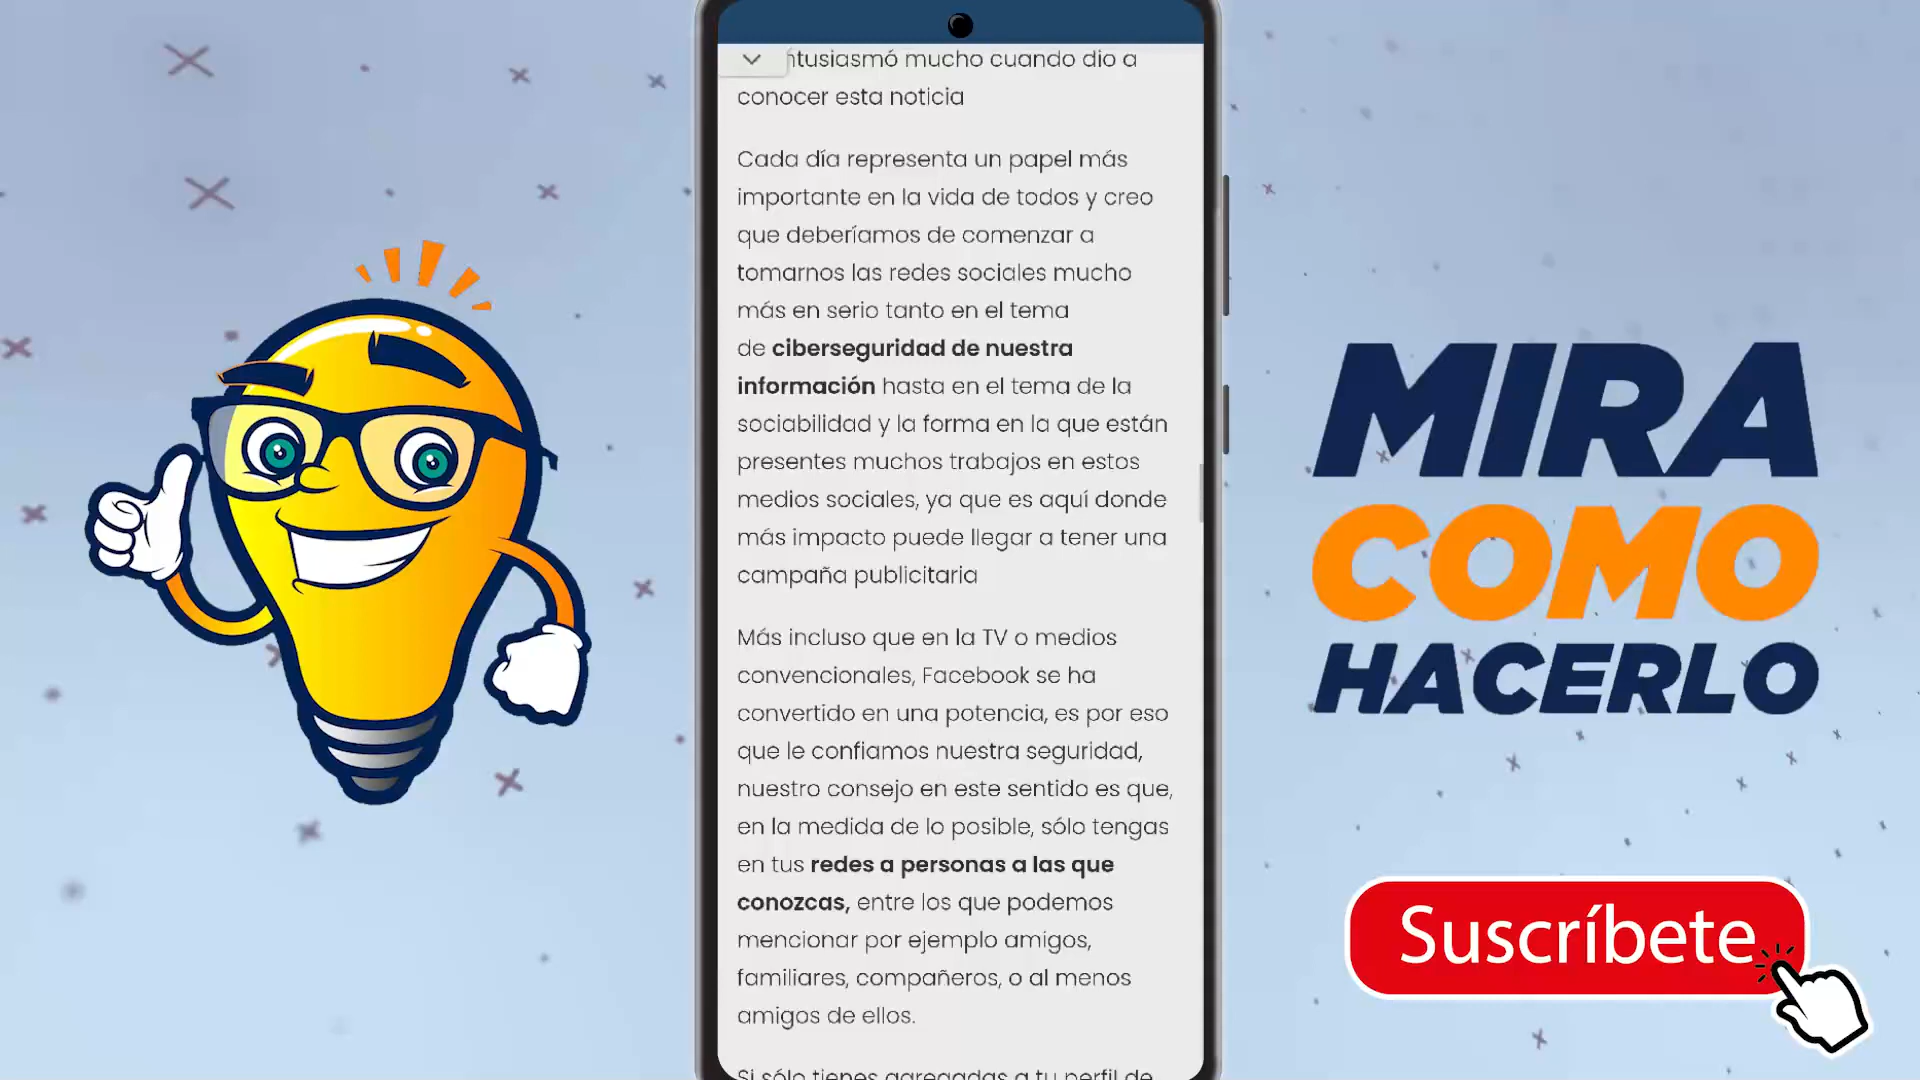 mucho cuando dio a
conocer esta noticia
Cada día representa un papel más
importante en la vida de todos y creo
que deberíamos de comenzar a
tomarnos las redes sociales mucho
más en serio tanto en el tema
de ciberseguridad de nuestra
información hasta en el tema de la
sociabilidad y la forma en la que están
presentes muchos trabajos en estos
medios sociales, ya que es aquí donde
más impacto puede llegar a tener una
campaña publicitaria
Más incluso que en la TV o medios
convencionales, Facebook se ha
convertido en una potencia, es por eso
que le confiamos nuestra seguridad,
nuestro consejo en este sentido es que,
en la medida de lo posible, sólo tengas
en tus redes a personas a las que
conozcas, entre los que podemos
mencionar por ejemplo amigos,
familiares, compañeros, o al menos
amigos de ellos.
Si sólo tienes agregadas a tu perfil de
MIRA
COMO
HACERLO
Suscríbete